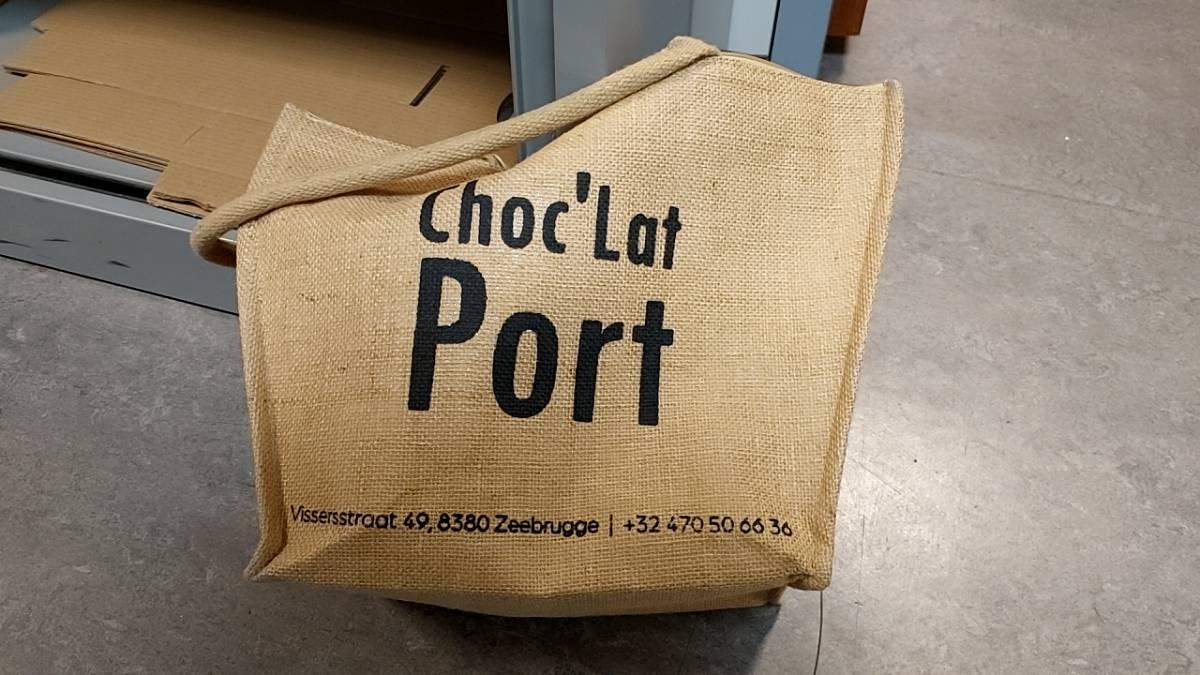 Choc'Lat
Port
Vissersstraat 49, 8380 Zeebrugge | +32 470 50 66 36